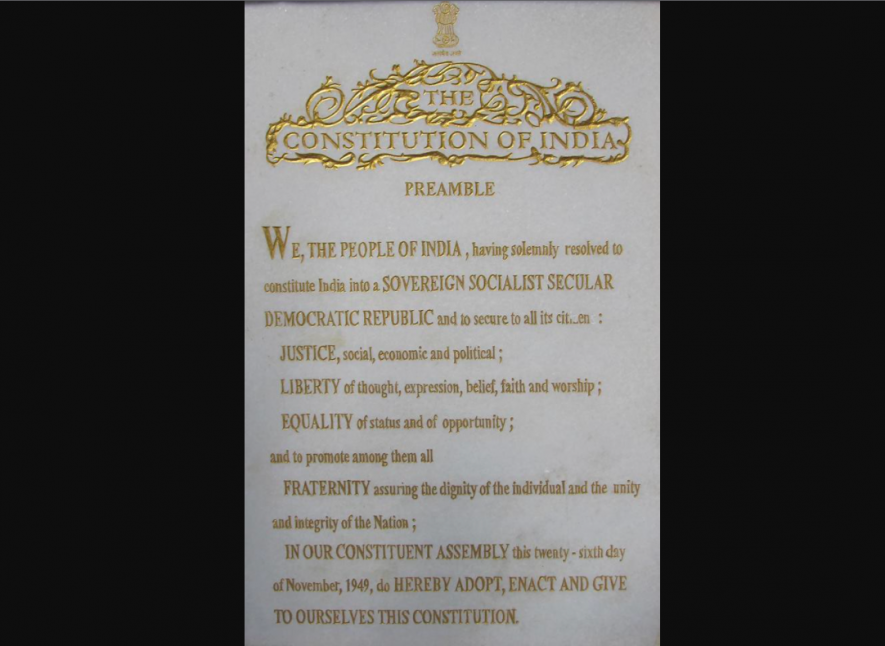 THE
CONSTITUTION OF INDIA
PREAMBLE
WE, THE PEOPLE OF INDIA , having solemnly resolved to
constitute India into a SOVEREIGN SOCIALIST SECULAR
DEMOCRATIC REPUBLIC and to secure to all its :
JUSTICE, social, economic and political ;
LIBERTY of thought, expression, belief, faith and worship ;
EQUALITY of status and of opportunity ;
and to promote among them all
FRATERNITY assuring the dignity of the individual and the unity
and integrity of the Nation ;
IN OUR CONSTITUENT ASSEMBLY this twenty - sixth day
of November, 1949, do HEREBY ADOPT, ENACT AND GIVE
TO OURSELVES THIS CONSTITUTION.